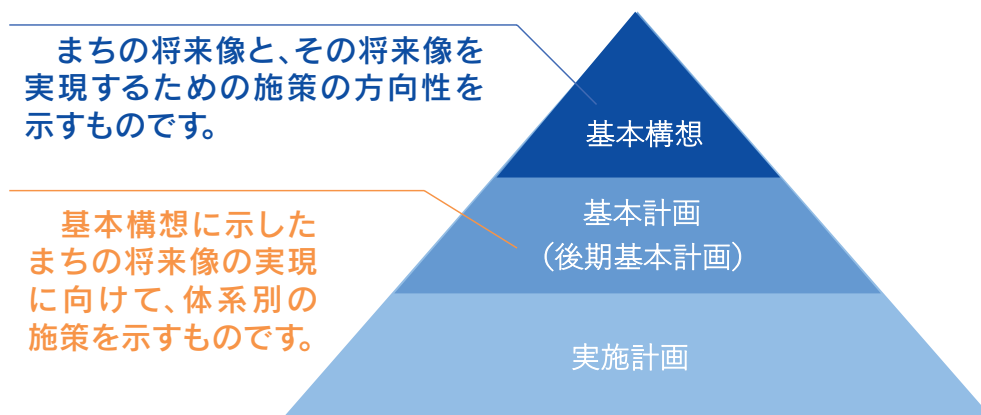 まちの将来像と、その将来像を
実現するための施策の方向性を
示すものです。
基本構想
基本構想に示した
まちの将来像の実現
に向けて、体系別の
施策を示すものです。
基本計画
（後期基本計画）
実施計画